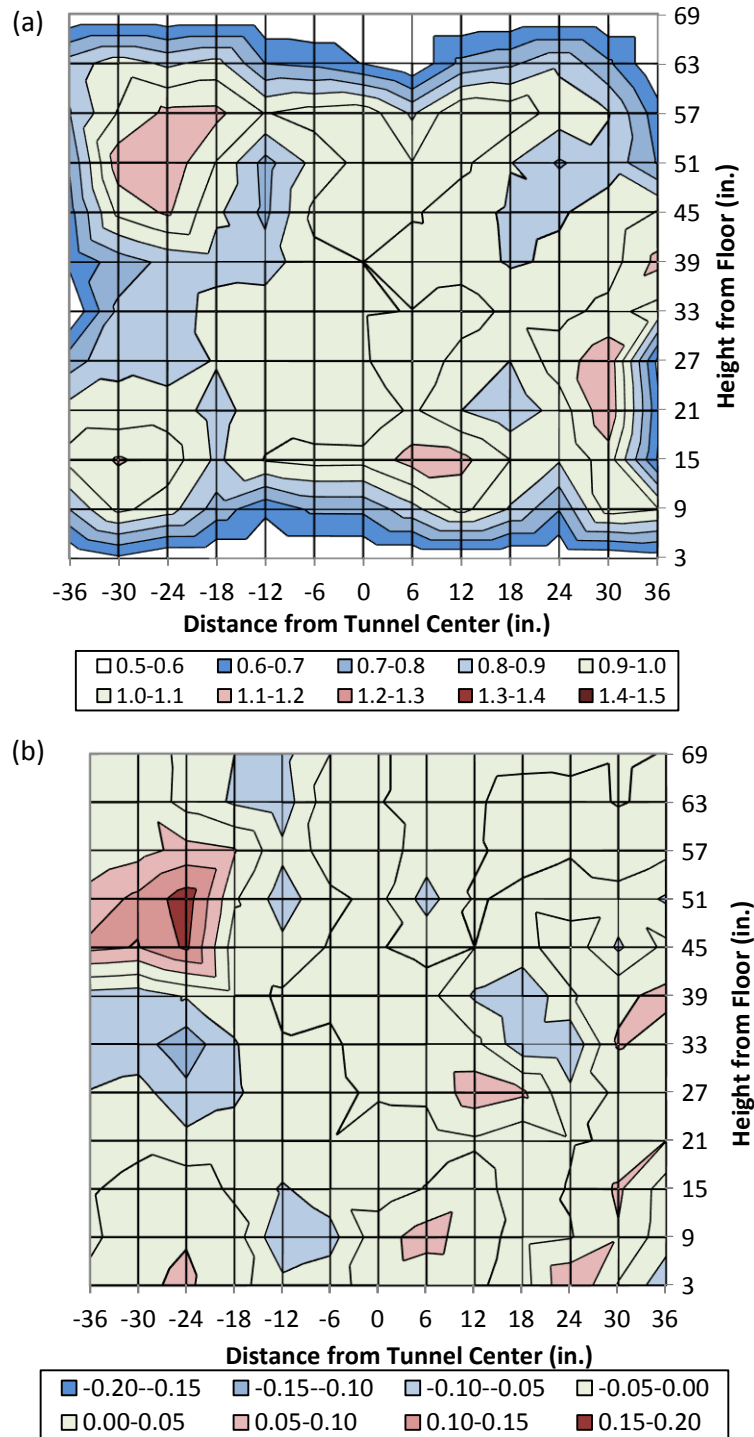 (a)
69
63
57
51
45
39
33
27
21
15
9
3
Height from Floor (in.)
-36 -30 -24 -18 -12 -6 0 6 12 18 24 30 36
Distance from Tunnel Center (in.)
0.5-0.6 0.6-0.7 0.7-0.8 0.8-0.9 0.9-1.0
1.0-1.1 1.1-1.2 1.2-1.3 1.3-1.4 1.4-1.5
(b)
69
63
57
51
45
39
33
27
21
15
9
3
Height from Floor (in.)
-36 -30 -24 -18 -12 -6 0 6 12 18 24 30 36
Distance from Tunnel Center (in.)
-0.20--0.15 -0.15--0.10 -0.10--0.05 -0.05-0.00
0.00-0.05 0.05-0.10 0.10-0.15 0.15-0.20